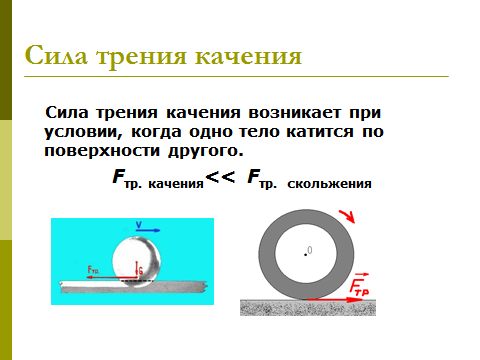 Сила трения качения
Сила трения качения возникает при
условии, когда одно тело катится по
поверхности другого.
Fтр. качения<< Fтр. скольжения
V
Fтр.
G
O
Fтр